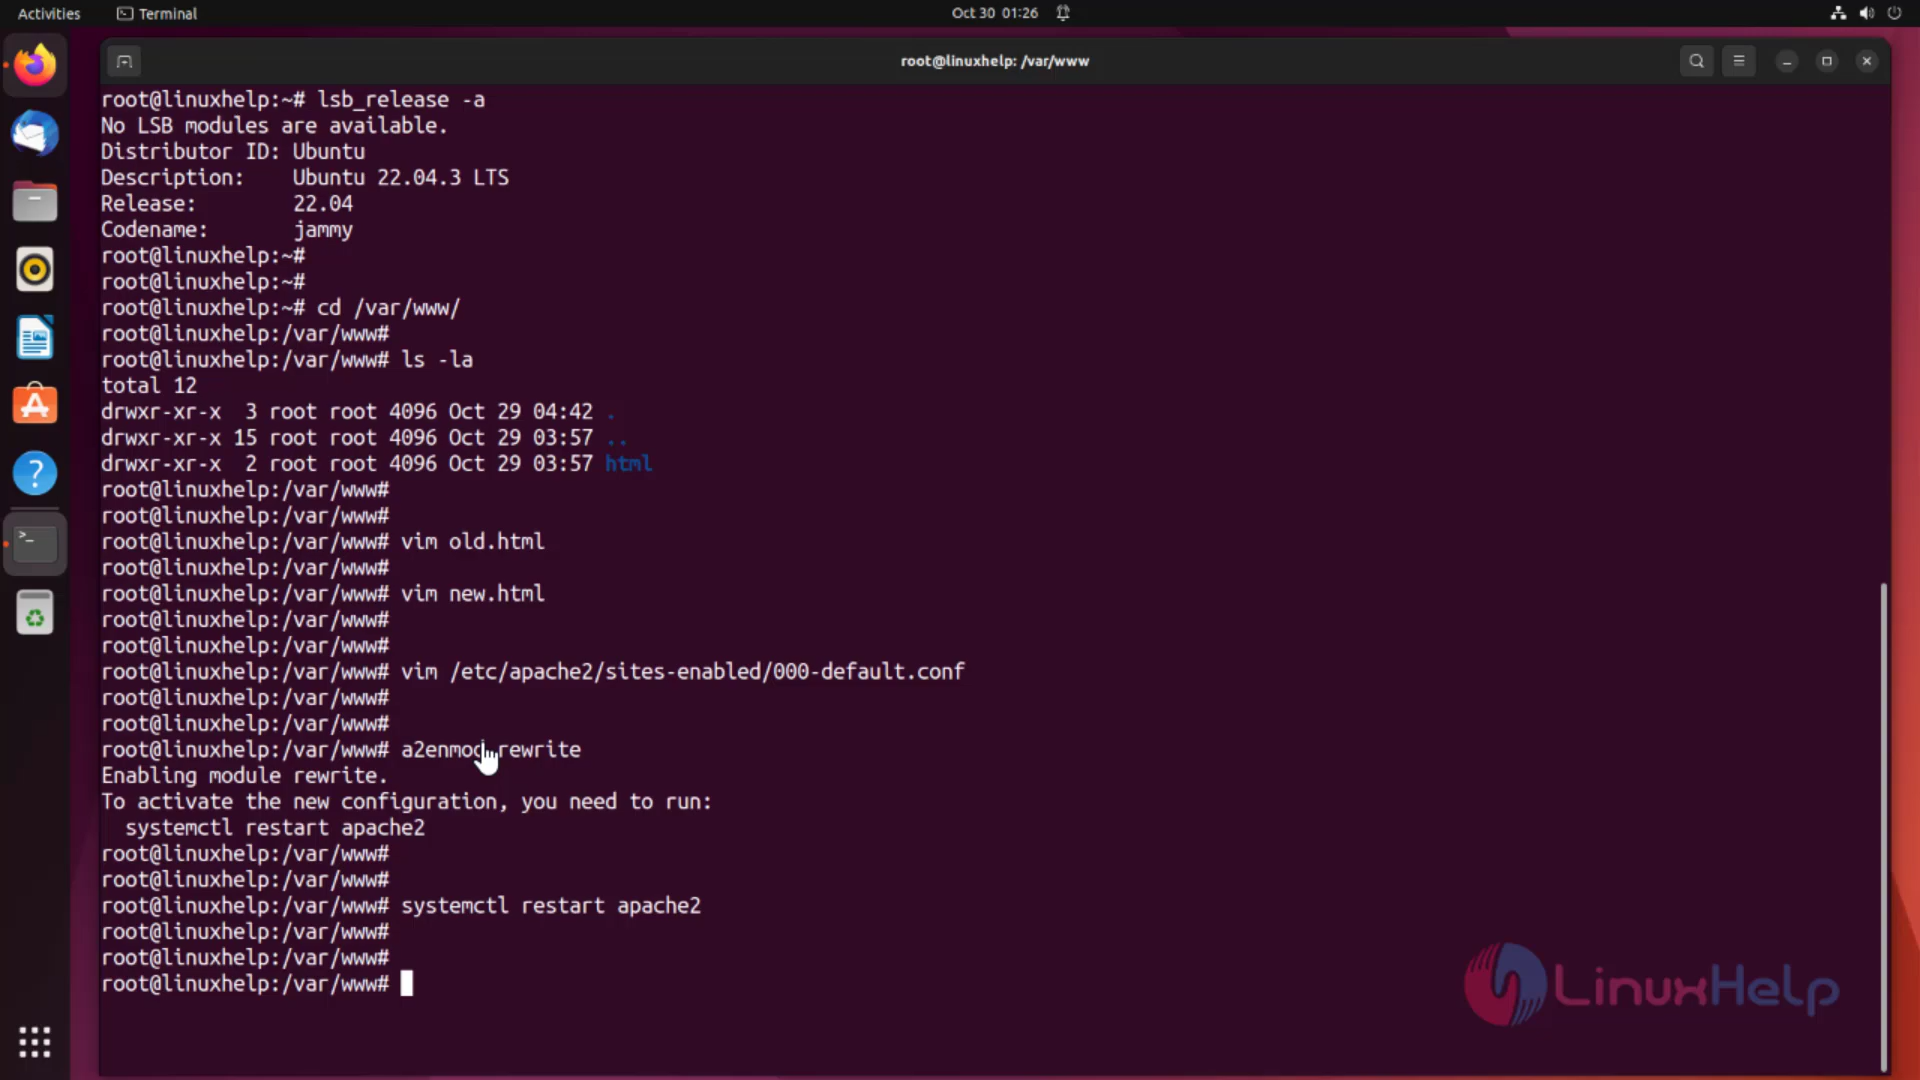 Activities
Terminal
Oct 30 01:26
root@linuxhelp: /var/www
root@linuxhelp:~# lsb_release -a
No LSB modules are available.
Distributor ID: Ubuntu
Description:    Ubuntu 22.04.3 LTS
Release:        22.04
Codename:       jammy
root@linuxhelp:~#
root@linuxhelp:~#
root@linuxhelp:~# cd /var/www/
root@linuxhelp:/var/www#
root@linuxhelp:/var/www# ls -la
total 12
drwxr-xr-x  3 root root 4096 Oct 29 04:42 .
drwxr-xr-x 15 root root 4096 Oct 29 03:57 ..
drwxr-xr-x  2 root root 4096 Oct 29 03:57 html
root@linuxhelp:/var/www#
root@linuxhelp:/var/www#
root@linuxhelp:/var/www# vim old.html
root@linuxhelp:/var/www#
root@linuxhelp:/var/www# vim new.html
root@linuxhelp:/var/www#
root@linuxhelp:/var/www#
root@linuxhelp:/var/www# vim /etc/apache2/sites-enabled/000-default.conf
root@linuxhelp:/var/www#
root@linuxhelp:/var/www#
root@linuxhelp:/var/www# a2enmod rewrite
Enabling module rewrite.
To activate the new configuration, you need to run:
  systemctl restart apache2
root@linuxhelp:/var/www#
root@linuxhelp:/var/www#
root@linuxhelp:/var/www# systemctl restart apache2
root@linuxhelp:/var/www#
root@linuxhelp:/var/www#
root@linuxhelp:/var/www#
LinuxHelp